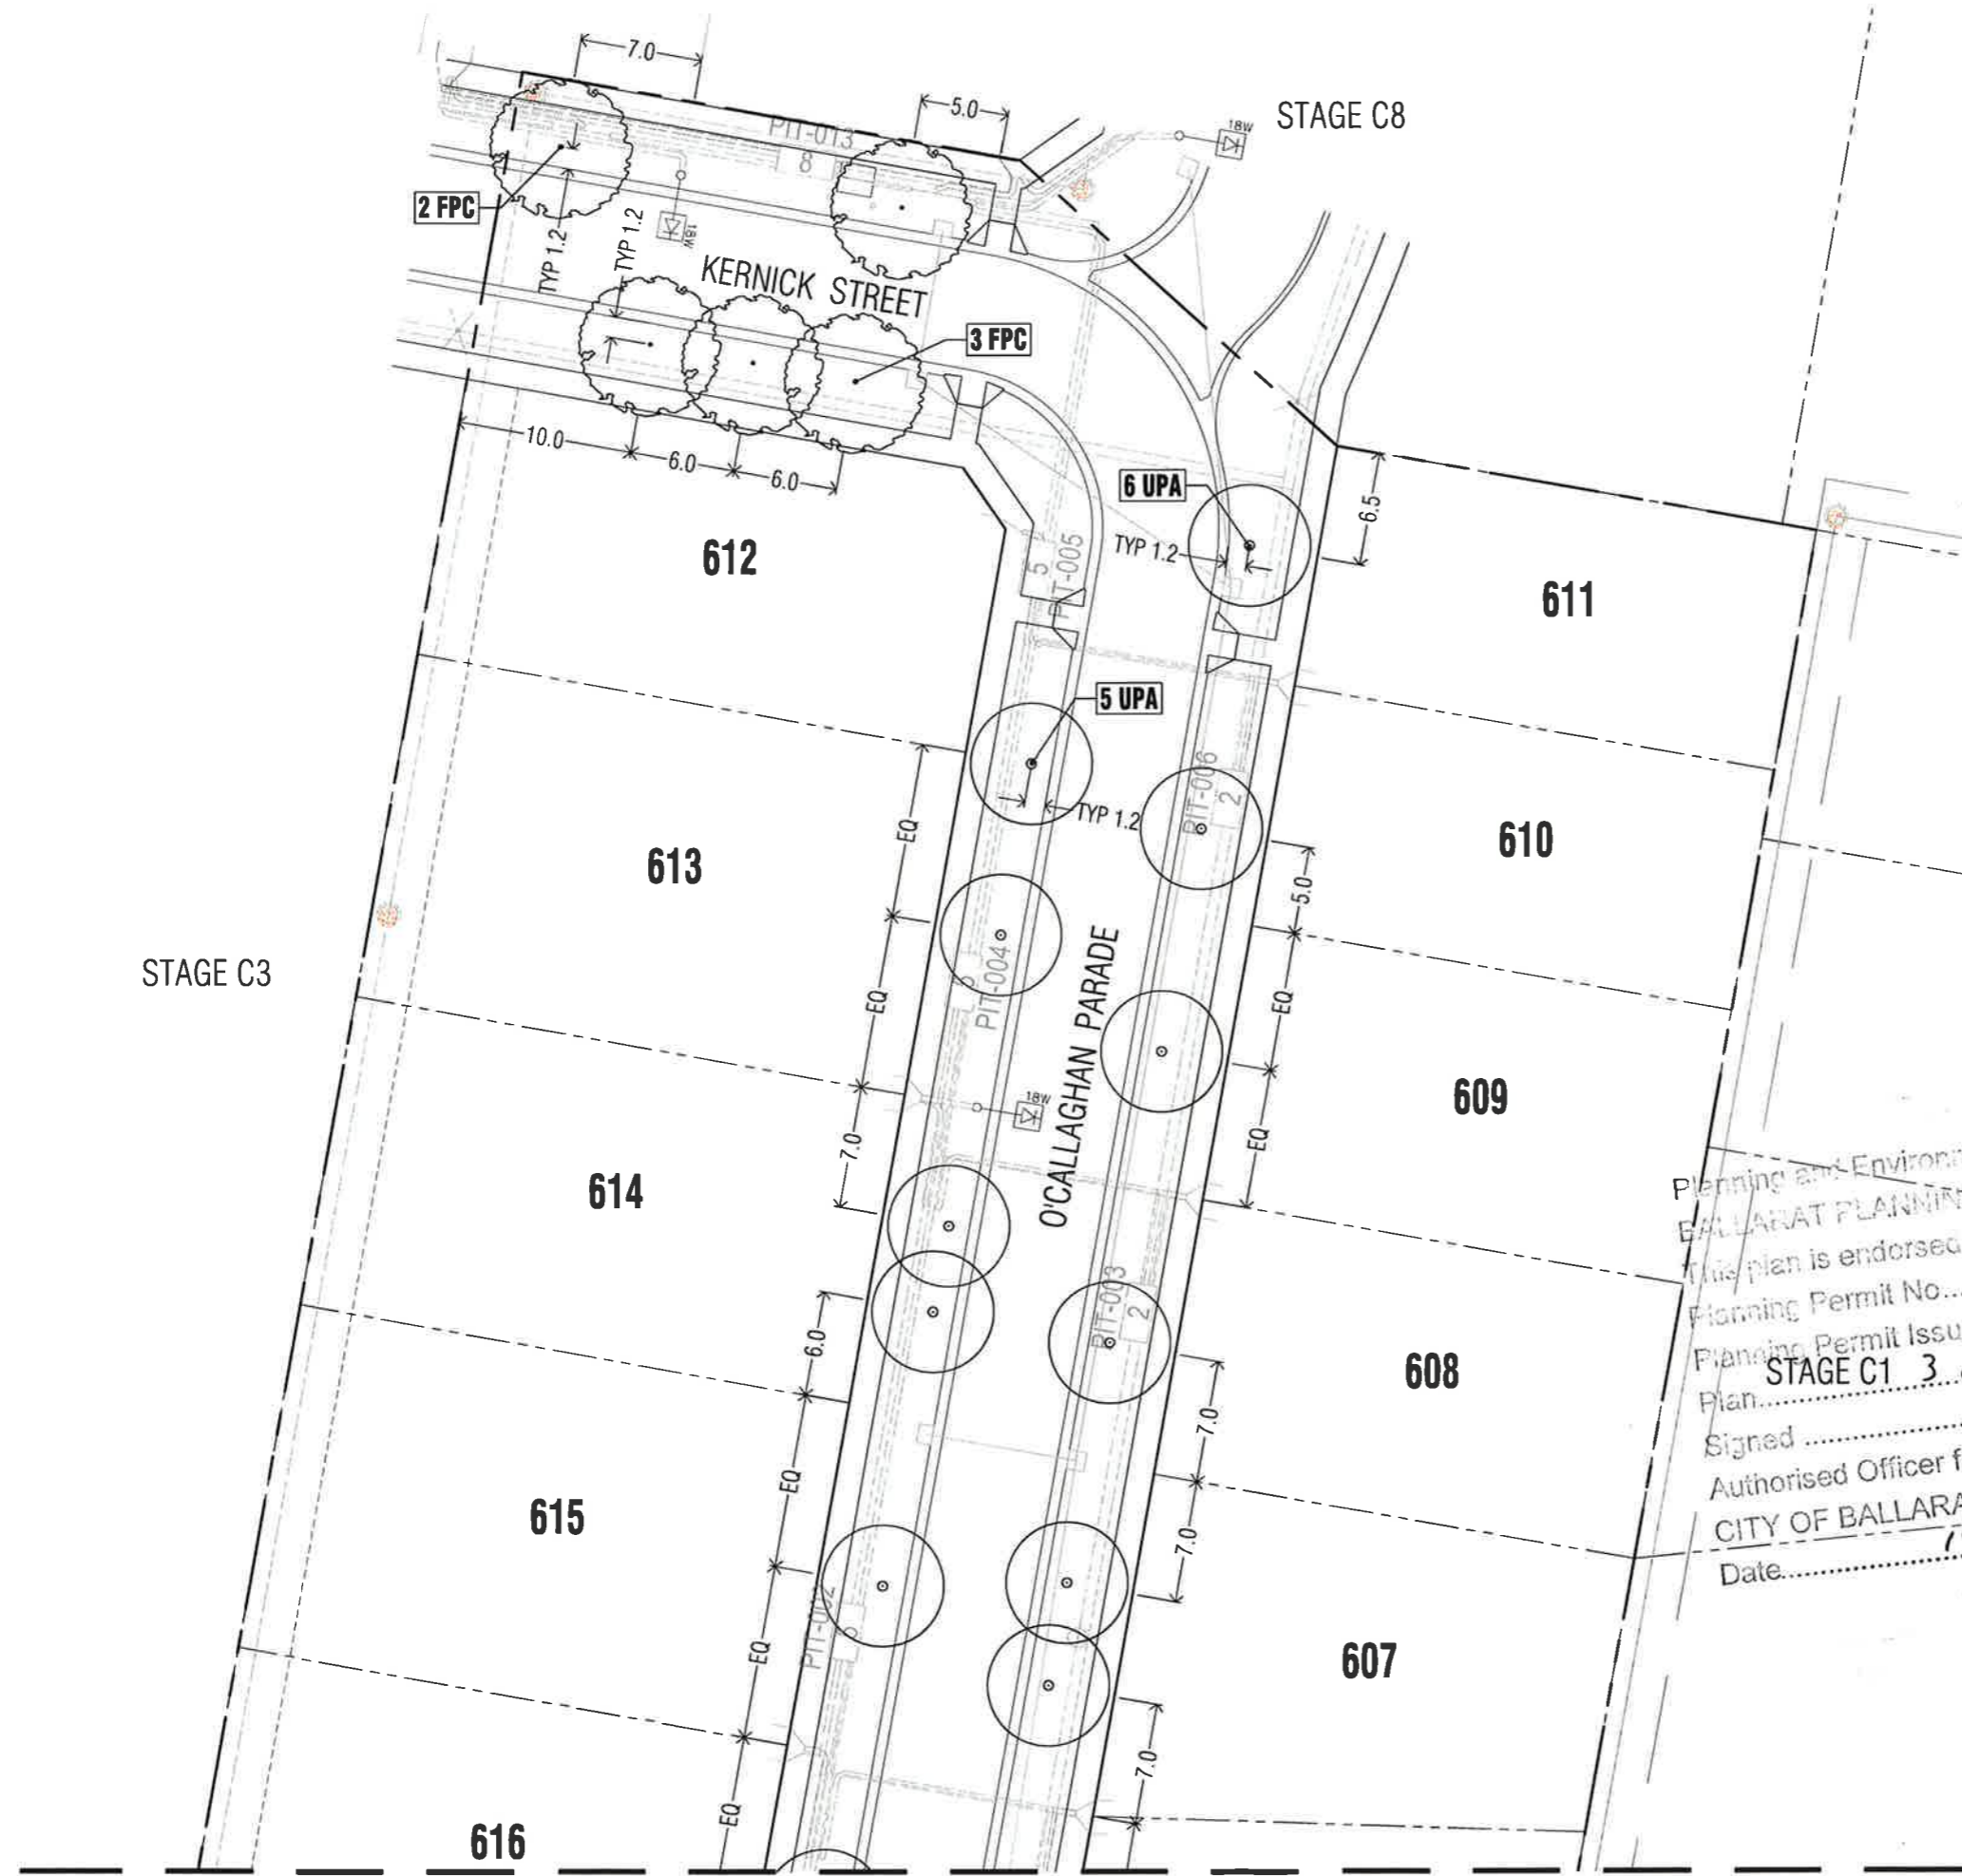 7.0
5.0
STAGE C8
18W
PIT-013
8
2 FPC
TYP 1.2
TYP 1.2
18W
KERNICK STREET
3 FPC
10.0
6.0
6.0
6 UPA
6.5
TYP 1.2
612
5
PIT-005
611
5 UPA
TYP 1.2
PIT-006
2
EQ
613
610
5.0
STAGE C3
PIT-004
EQ
EQ
O'CALLAGHAN PARADE
18W
609
7.0
EQ
614
Planning and Environ
BALLARAT PLANNIN
This plan is endorsed
Planning Permit No...
Planning Permit Issu
STAGE C1 3
Plan
Signed
Authorised Officer f
CITY OF BALLARA
Date
PIT-003
2
6.0
608
7.0
EQ
615
7.0
PIT-002
EQ
607
7.0
EQ
616